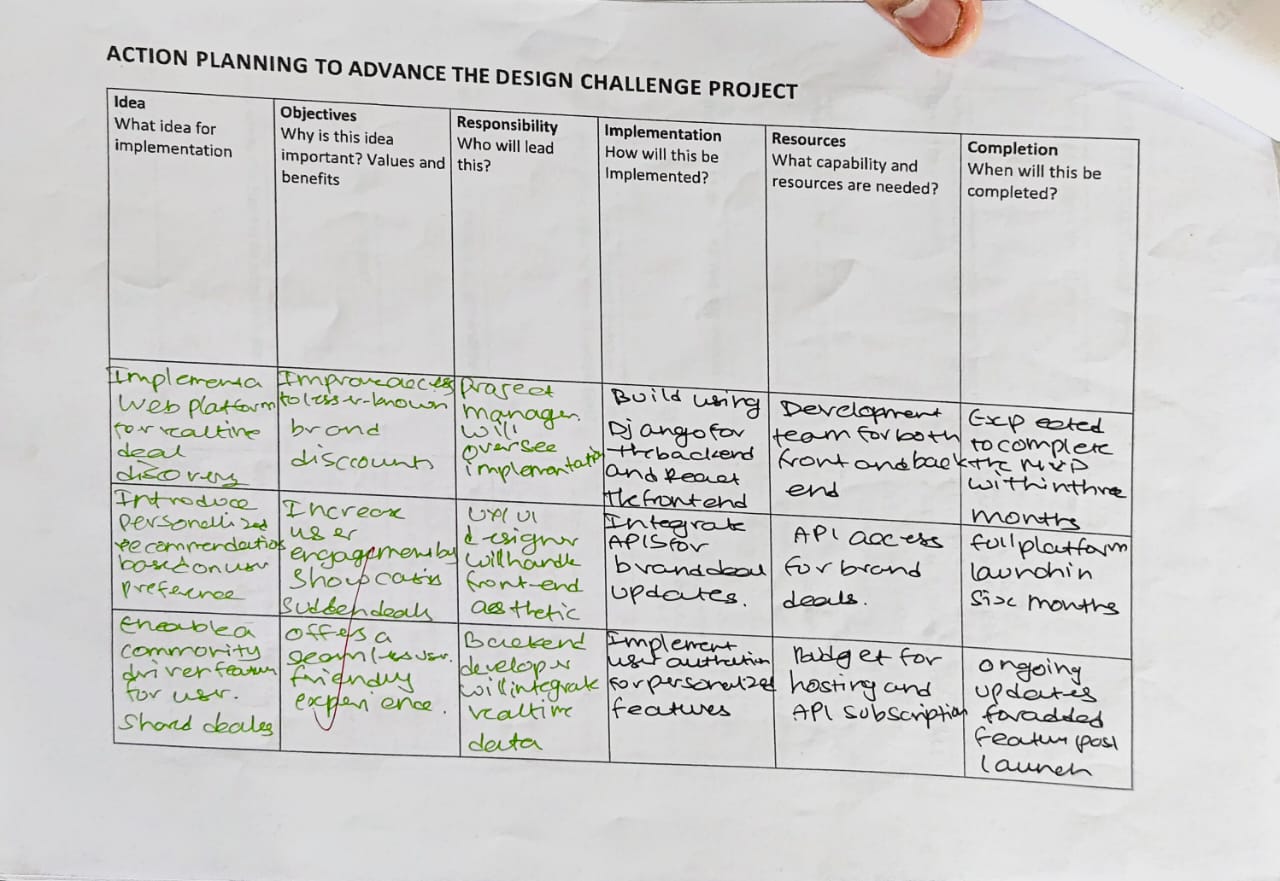 ACTION PLANNING TO ADVANCE THE DESIGN CHALLENGE PROJECT
Idea
What idea for
implementation
Objectives
Why is this idea
important? Values and
benefits
Responsibility
Who will lead
this?
Implementation
How will this be
Implemented?
Resources
What capability and
resources are needed?
Completion
When will this be
completed?
Implement a
web platform
for realtime
deal
discovery
Improve access
to lesser-known
brand
discounts
Project
manager.
will
oversee
implementation
Build using
Django for
the backend
and React
the frontend
Development
team for both
front and back
end
Expected
to complete
the MVP
within three
months
Introduce
personalized
recommendations
based on user
preference
Increase
user
engagement by
showcasing
sudden deals
UX/UI
designer
will handle
front-end
aesthetic
Integrate
APIs for
brand deal
updates.
API access
for brand
deals.
full platform
launch in
six months
Enable a
commority
driver feature
for user.
shared deales
Offers a
seamless user.
friendly
experience.
Backend
developer
will integrate
realtime
data
Implement
user
for personalized
features
Budget for
hosting and
API subscription
ongoing
updates
for added
feature post
launch